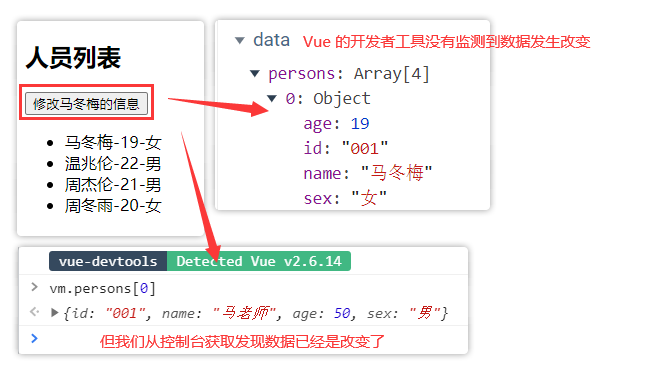 人员列表
修改马冬梅的信息
马冬梅-19-女
温兆伦-22-男
周杰伦-21-男
周冬雨-20-女
data
Vue 的开发者工具没有监测到数据发生改变
persons: Array[4]
0: Object
age: 19
id: "001"
name: "马冬梅"
sex: "女"
vue-devtools Detected Vue v2.6.14
vm.persons[0]
{id: "001", name: "马老师", age: 50, sex: "男"}
但我们从控制台获取发现数据已经是改变了